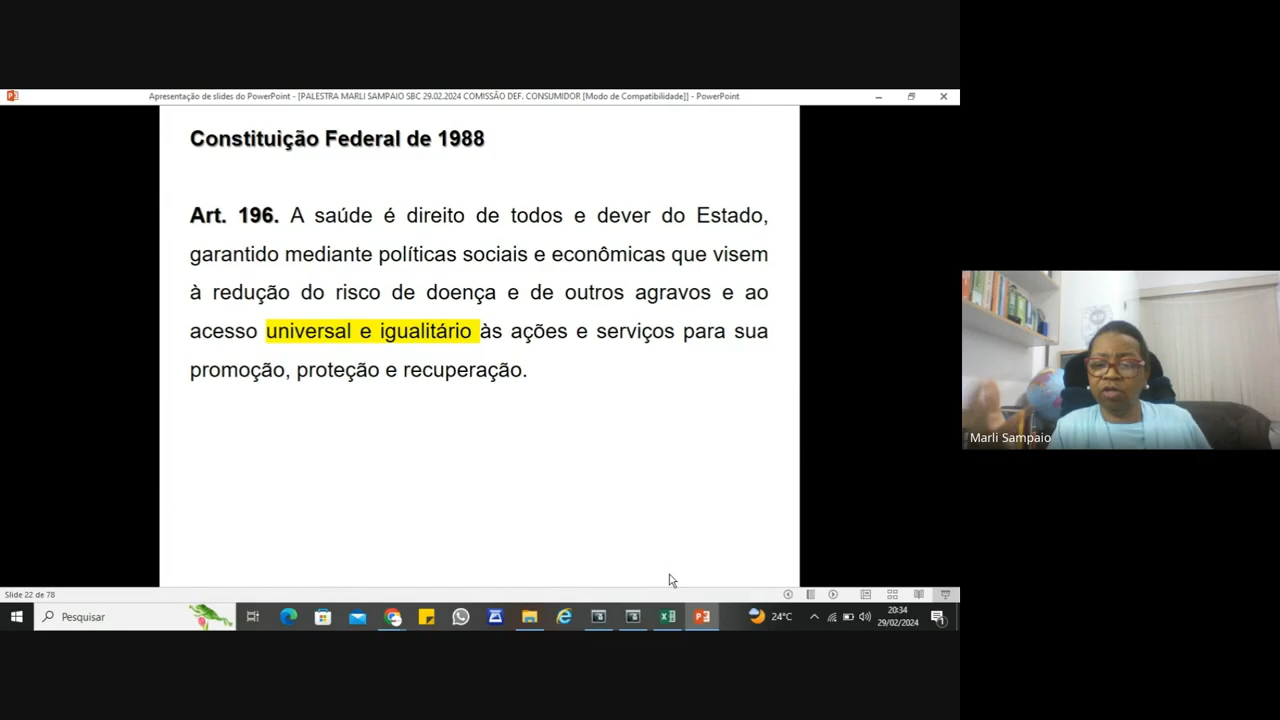 Apresentação de slides do PowerPoint - [PALESTRA MARLI SAMPAIO SBC 29.02.2024 COMISSÃO DEF. CONSUMIDOR [Modo de Compatibilidade]] - PowerPoint
Constituição Federal de 1988
Art. 196. A saúde é direito de todos e dever do Estado,
garantido mediante políticas sociais e econômicas que visem
à redução do risco de doença e de outros agravos e ao
acesso universal e igualitário às ações e serviços para sua
promoção, proteção e recuperação.
Marli Sampaio
Slide 22 de 78
Pesquisar
24°C
20:34
29/02/2024
1